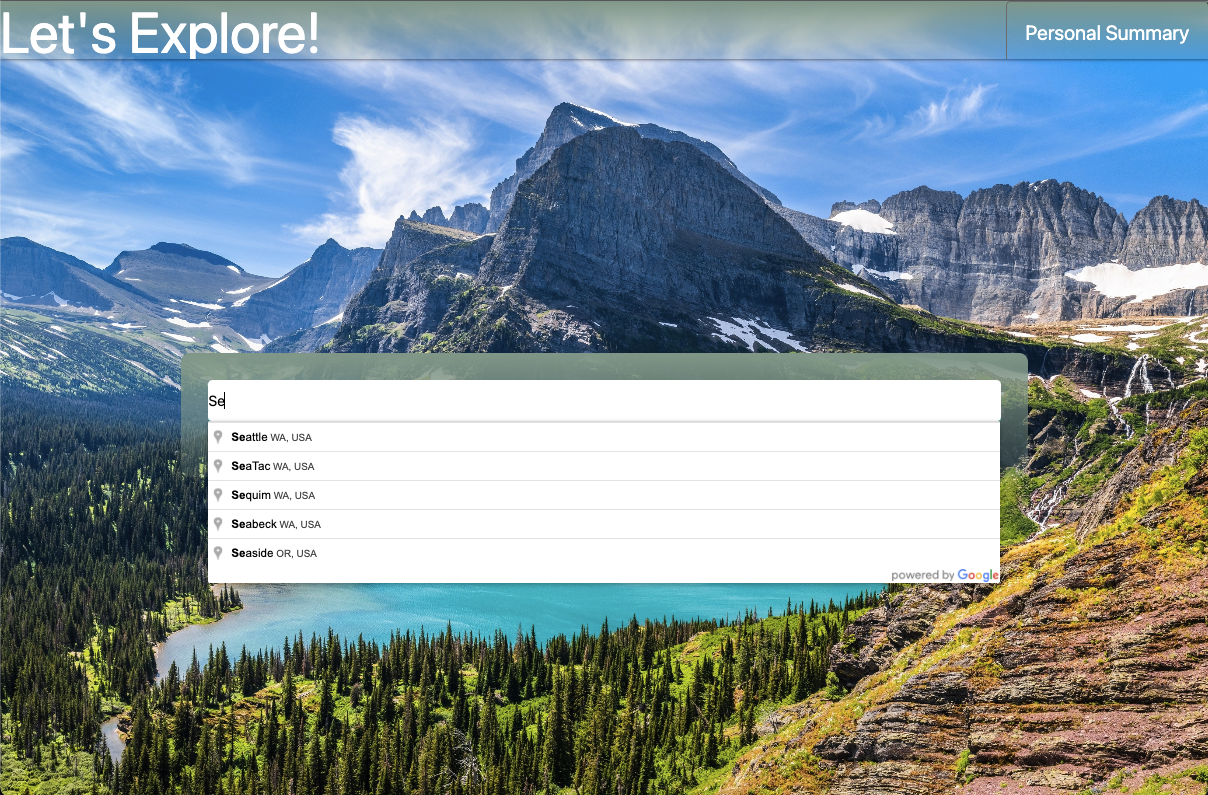 Let's Explore!
Personal Summary
Se
Seattle WA, USA
SeaTac WA, USA
Sequim WA, USA
Seabeck WA, USA
Seaside OR, USA
powered by Google